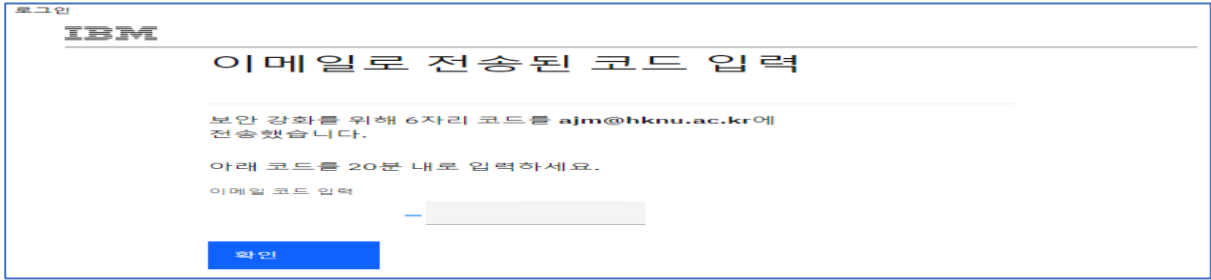 로그인
IBM
이메일로 전송된 코드 입력
보안 강화를 위해 6자리 코드를 ajm@hknu.ac.kr에
전송했습니다.
아래 코드를 20분 내로 입력하세요.
이메일 코드 입력
–
확인